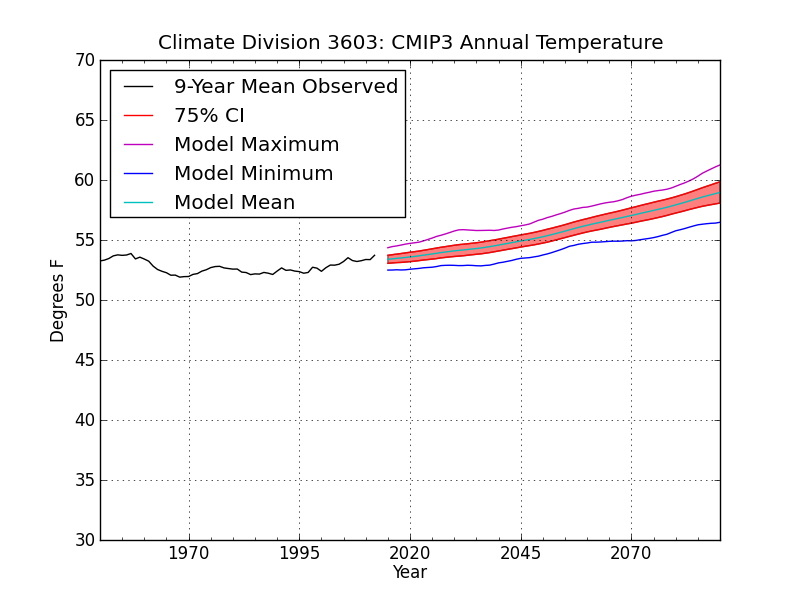 Climate Division 3603: CMIP3 Annual Temperature
70
65
60
55
50
45
40
35
30
Degrees F
9-Year Mean Observed
75% CI
Model Maximum
Model Minimum
Model Mean
1970 1995 2020 2045 2070
Year